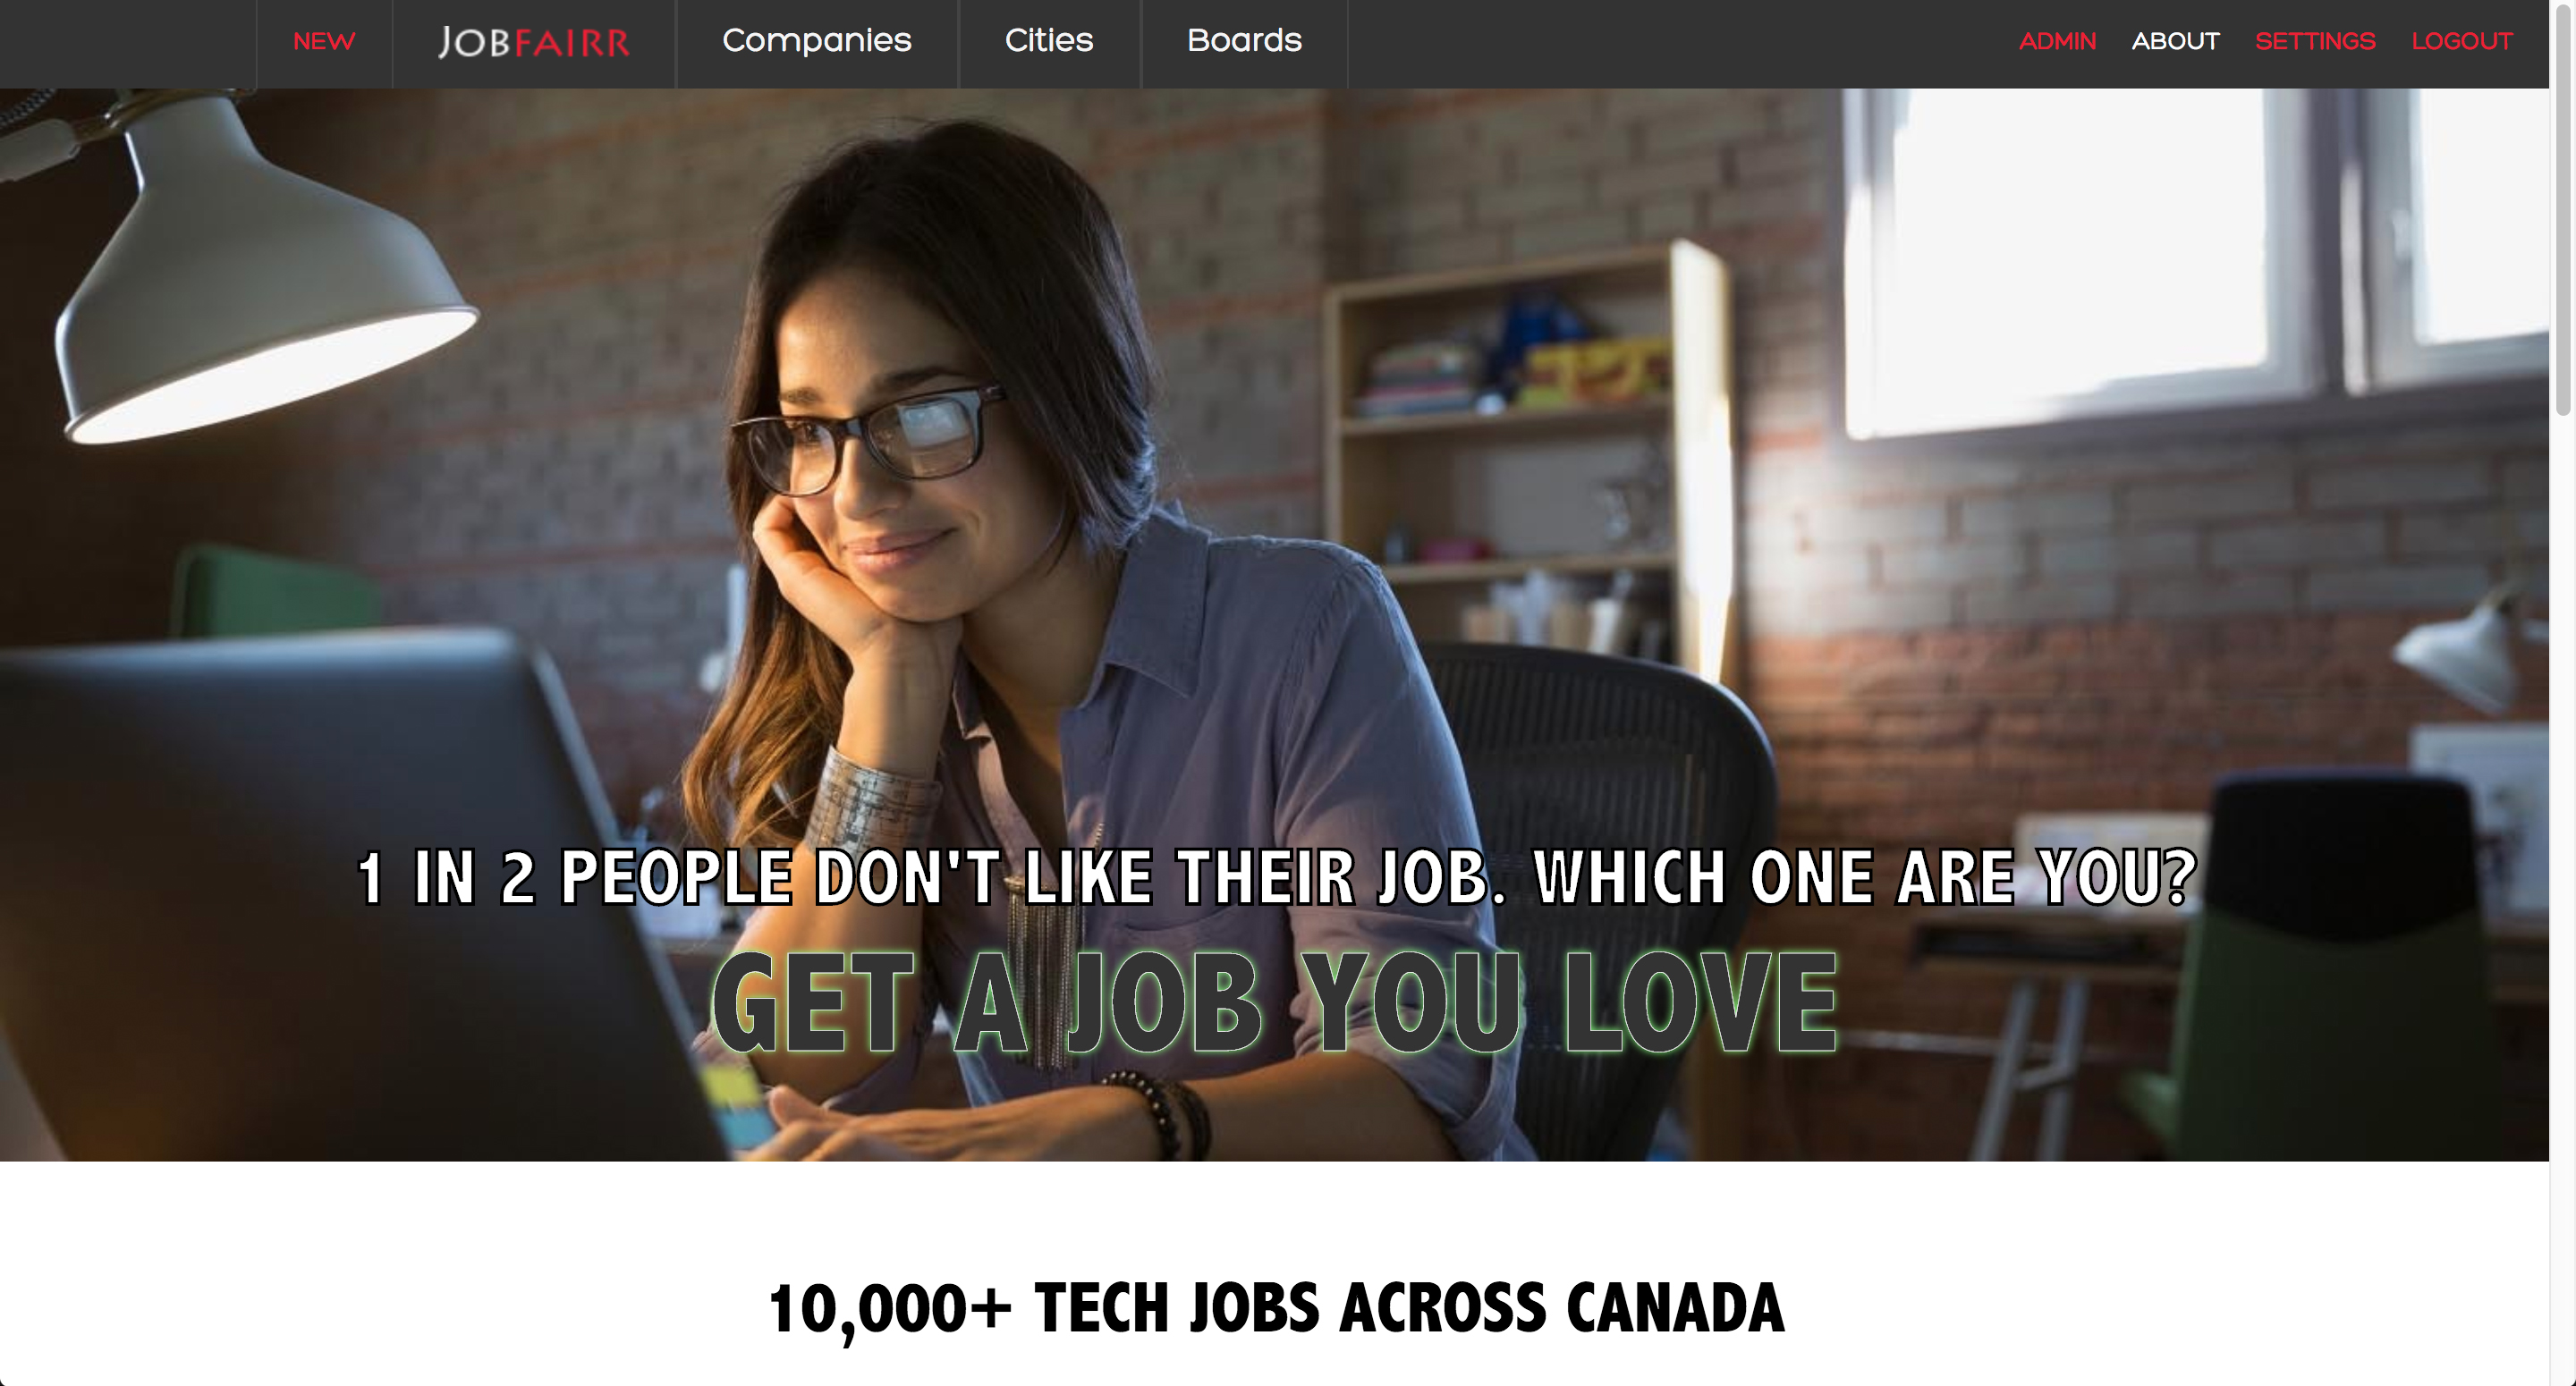 NEW JOBFAIRR Companies Cities Boards ADMIN ABOUT SETTINGS LOGOUT
1 IN 2 PEOPLE DON'T LIKE THEIR JOB. WHICH ONE ARE YOU?
GET A JOB YOU LOVE
10,000+ TECH JOBS ACROSS CANADA